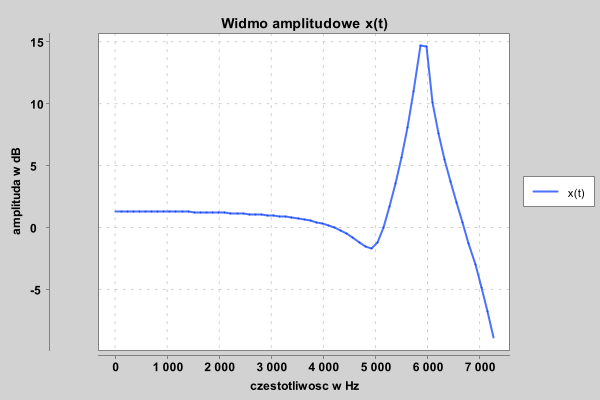 Widmo amplitudowe x(t)
15
10
5
0
-5
amplituda w dB
0 1 000 2 000 3 000 4 000 5 000 6 000 7 000
czestotliwosc w Hz
x(t)